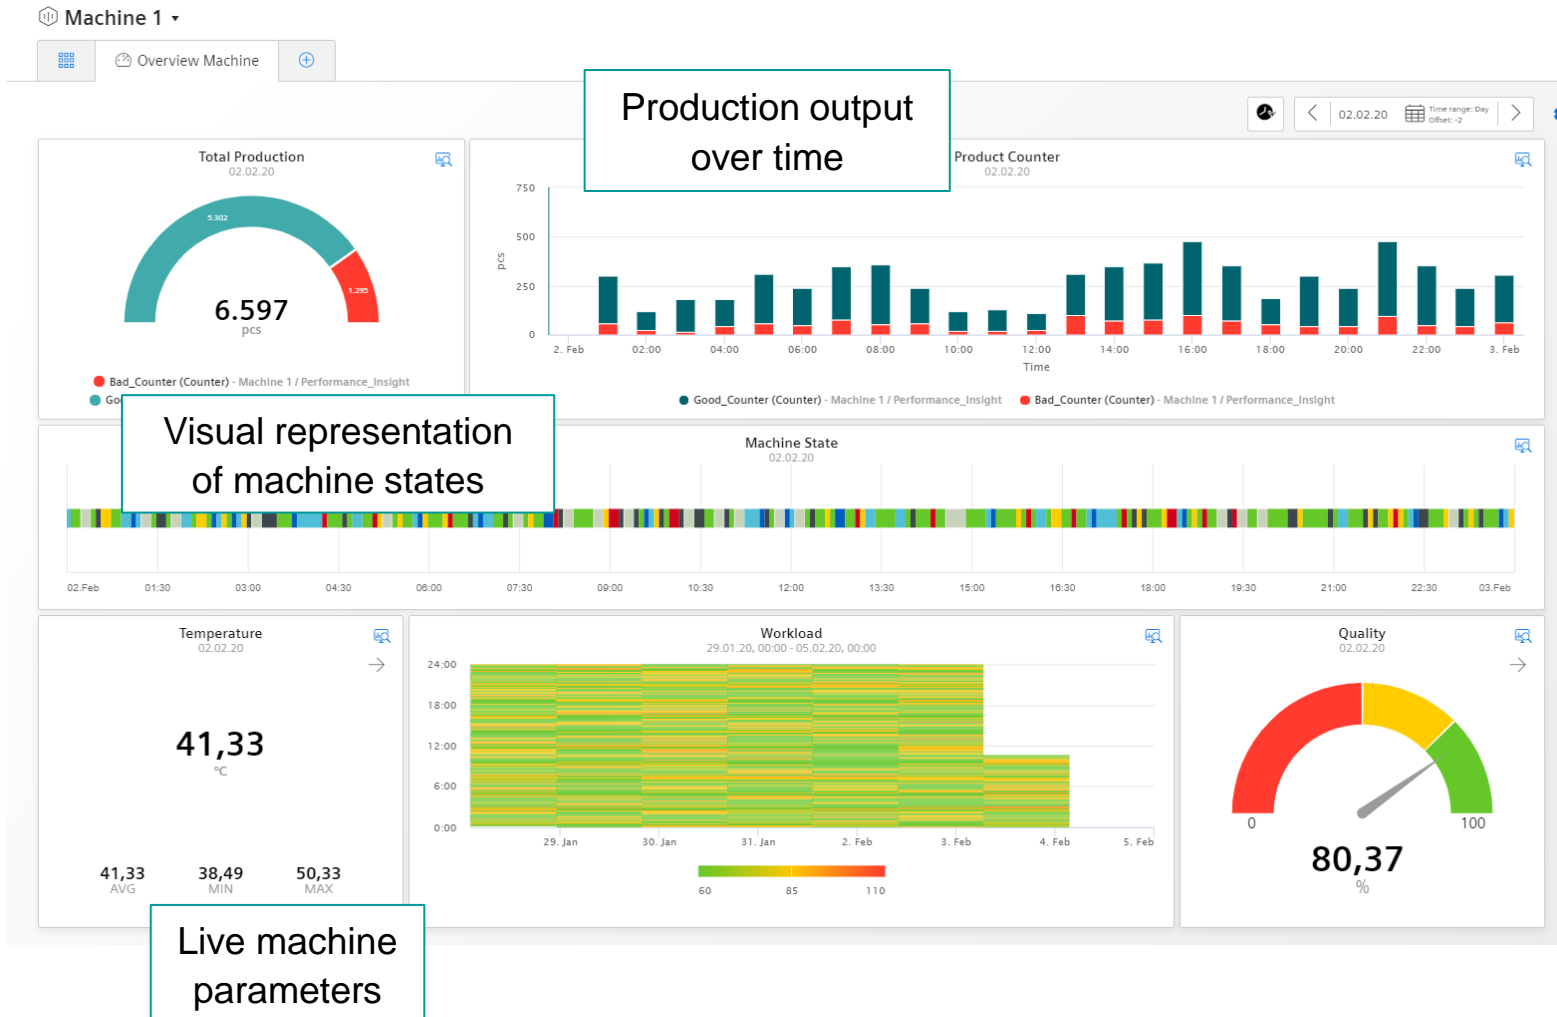 Machine 1
Overview Machine
Production output
over time
02.02.20
Time range: Day
Offset: -2
Total Production
02.02.20
5.302
1.295
6.597
pcs
Bad_Counter (Counter) - Machine 1 / Performance_Insight
Go
Product Counter
02.02.20
750
500
250
0
pcs
2. Feb 02:00 04:00 06:00 08:00 10:00 12:00 14:00 16:00 18:00 20:00 22:00 3. Feb
Time
Good_Counter (Counter) - Machine 1 / Performance_Insight Bad_Counter (Counter) - Machine 1 / Performance_Insight
Visual representation
of machine states
Machine State
02.02.20
02.Feb 01:30 03:00 04:30 06:00 07:30 09:00 10:30 12:00 13:30 15:00 16:30 18:00 19:30 21:00 22:30 03.Feb
Temperature
02.02.20
41,33
°C
41,33 38,49 50,33
AVG MIN MAX
Live machine
parameters
Workload
29.01.20, 00:00 - 05.02.20, 00:00
24:00
18:00
12:00
6:00
0:00
29. Jan 30. Jan 31. Jan 2. Feb 3. Feb 4. Feb 5. Feb
60 85 110
Quality
02.02.20
0 100
80,37
%